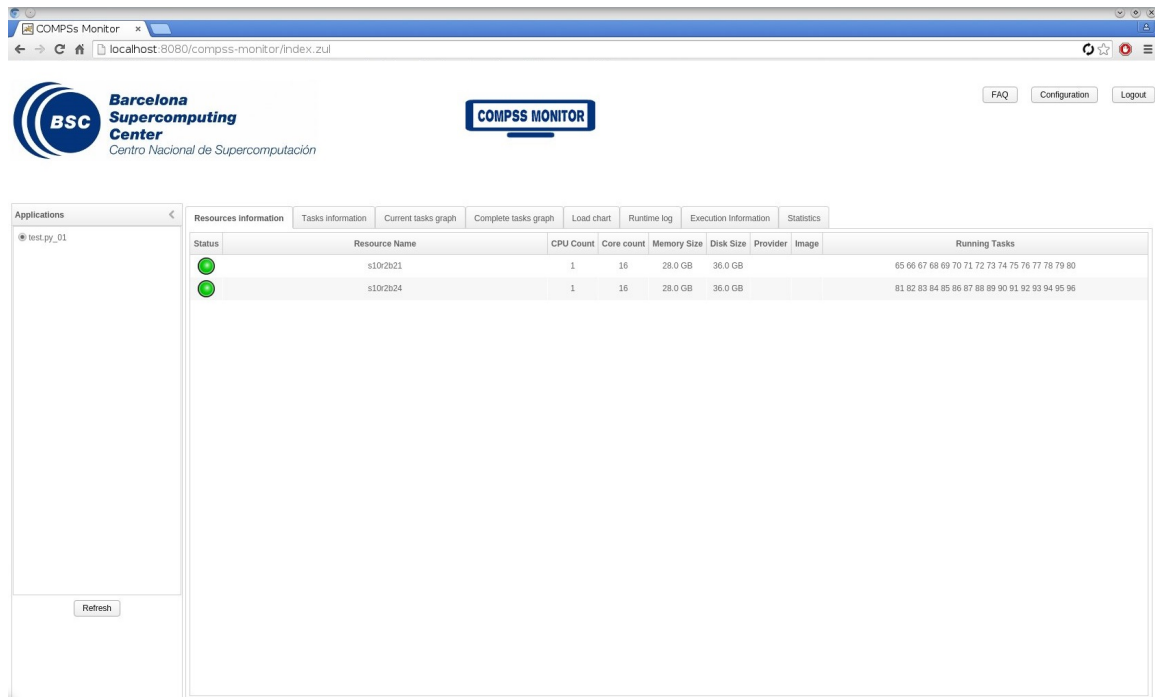 COMPSs Monitor
localhost:8080/compss-monitor/index.zul
BSC
Barcelona
Supercomputing
Center
Centro Nacional de Supercomputación
COMPSS MONITOR
FAQ Configuration Logout
Applications
test.py_01
Refresh
Resources information Tasks information Current tasks graph Complete tasks graph Load chart Runtime log Execution Information Statistics
Status Resource Name CPU Count Core count Memory Size Disk Size Provider Image Running Tasks
s10r2b21 1 16 28.0 GB 36.0 GB 65 66 67 68 69 70 71 72 73 74 75 76 77 78 79 80
s10r2b24 1 16 28.0 GB 36.0 GB 81 82 83 84 85 86 87 88 89 90 91 92 93 94 95 96